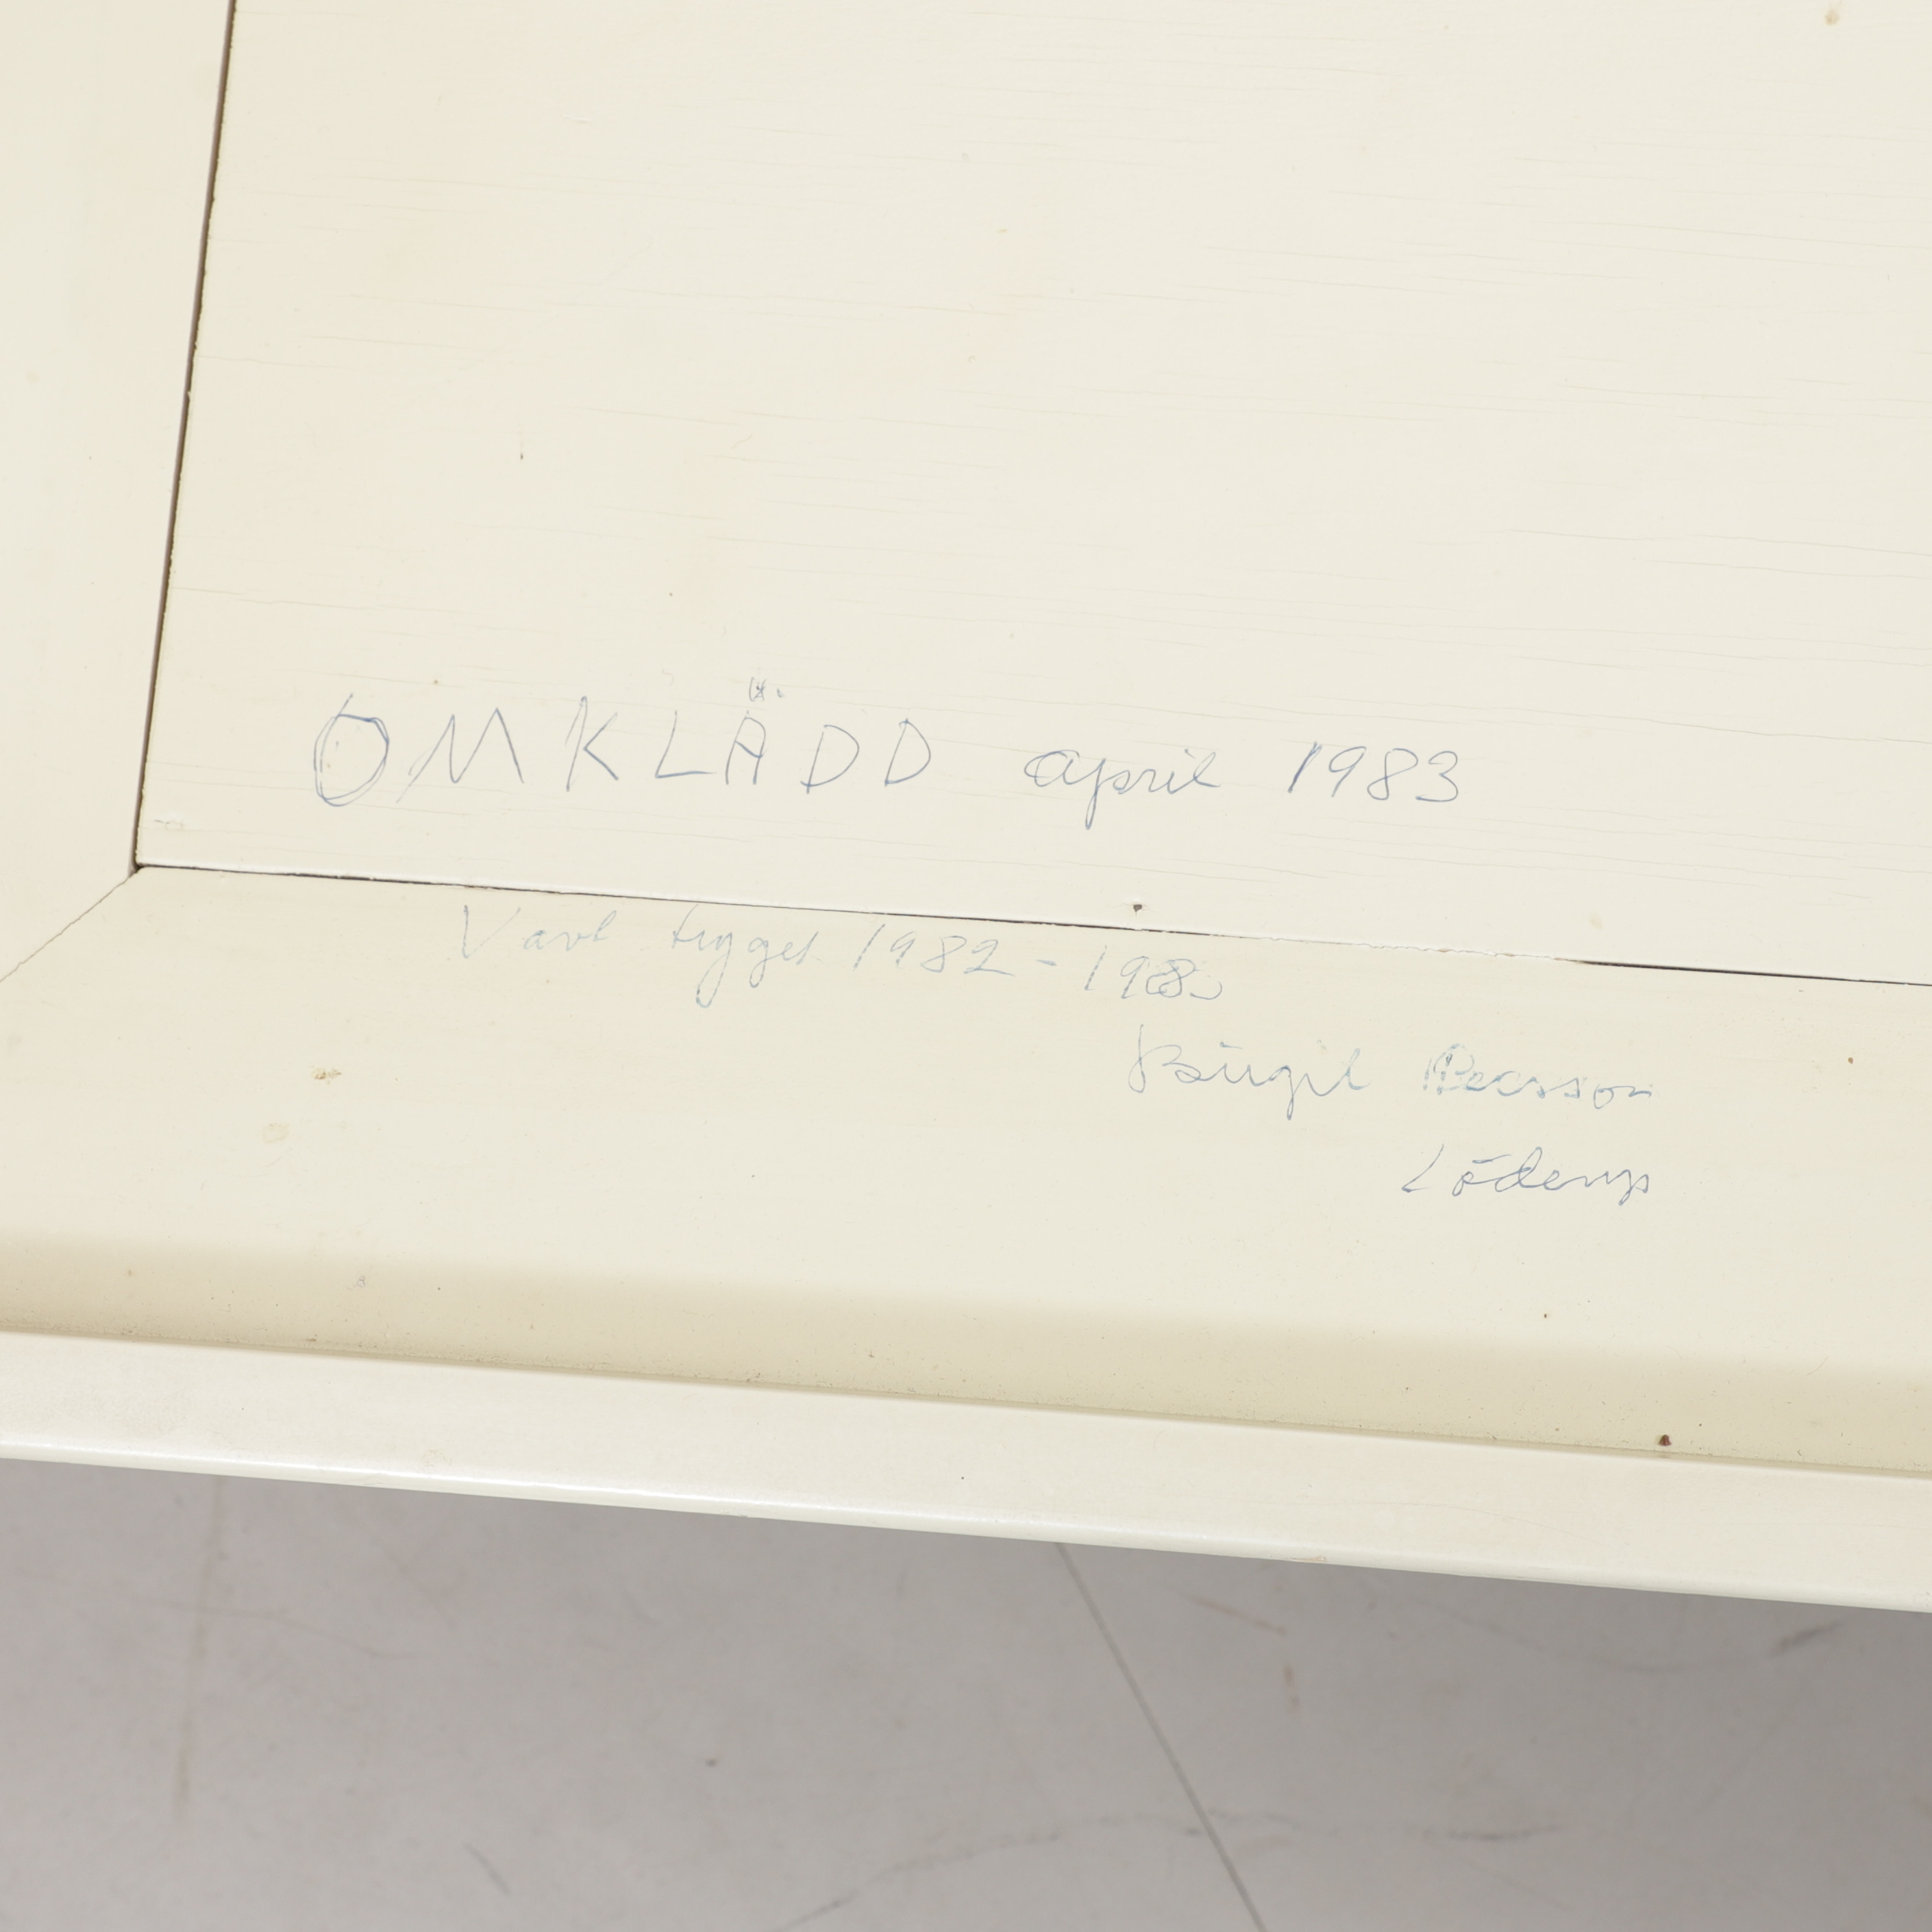 OMKLÄDD april 1983
Vävt tyget 1982 - 1983
Birgit Persson
Löderup